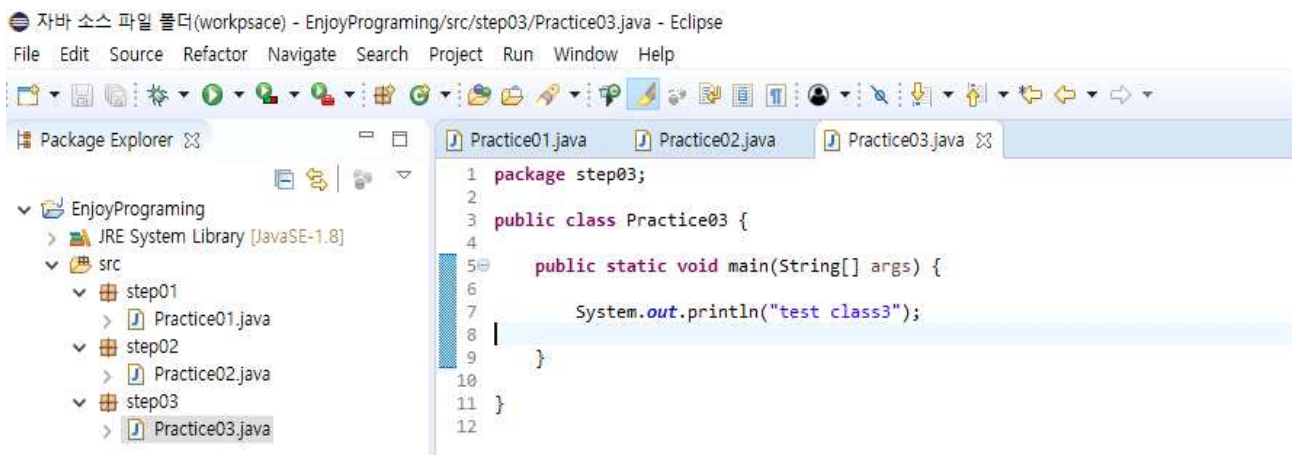 자바 소스 파일 폴더(workpsace) - EnjoyPrograming/src/step03/Practice03.java - Eclipse
File Edit Source Refactor Navigate Search Project Run Window Help
Package Explorer
Practice01.java Practice02.java Practice03.java
EnjoyPrograming
JRE System Library [JavaSE-1.8]
src
step01
Practice01.java
step02
Practice02.java
step03
Practice03.java
1 package step03;
2
3 public class Practice03 {
4
5 public static void main(String[] args) {
6
7 System.out.println("test class3");
8
9 }
10
11 }
12